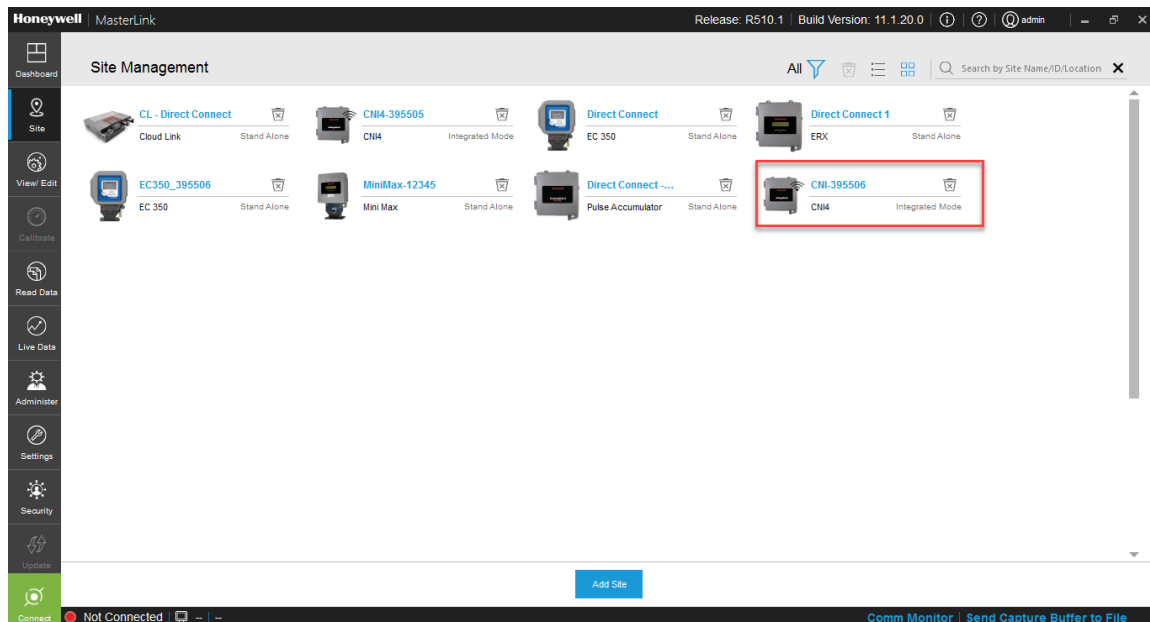 Honeywell | MasterLink Release: R510.1 | Build Version: 11.1.20.0 | admin
Dashboard
Site
View/ Edit
Calibrate
Read Data
Live Data
Administer
Settings
Security
Update
Connect
Site Management
All Search by Site Name/ID/Location
CL - Direct Connect
Cloud Link Stand Alone
CNI4-395505
CNI4 Integrated Mode
Direct Connect
EC 350 Stand Alone
Direct Connect 1
ERX Stand Alone
EC350_395506
EC 350 Stand Alone
MiniMax-12345
Mini Max Stand Alone
Direct Connect -...
Pulse Accumulator Stand Alone
CNI-395506
CNI4 Integrated Mode
Add Site
Not Connected | -- | -- Comm Monitor | Send Capture Buffer to File